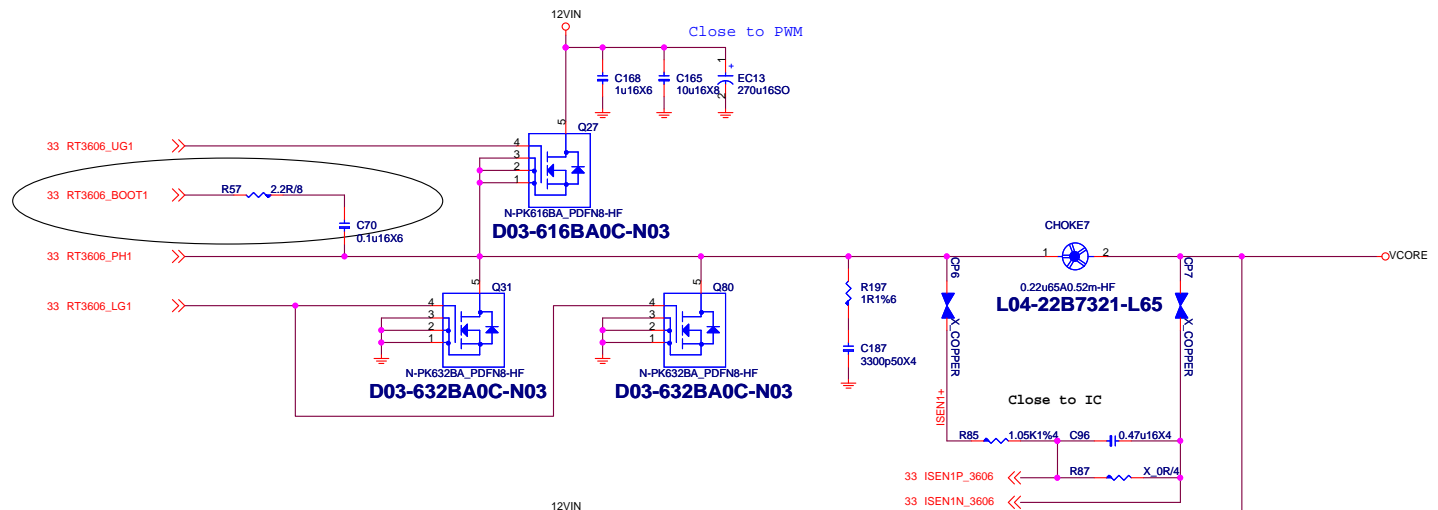 12VIN
Close to PWM
C168
1u16X6
C165
10u16X8
1
+
EC13
270u16SO
2
5
Q27
33 RT3606_UG1
4
3
2
1
33 RT3606_BOOT1
R57
2.2R/8
C70
0.1u16X6
N-PK616BA_PDFN8-HF
D03-616BA0C-N03
33 RT3606_PH1
CHOKE7
1
2
VCORE
0.22u65A0.52m-HF
L04-22B7321-L65
33 RT3606_LG1
5
Q31
4
3
2
1
N-PK632BA_PDFN8-HF
D03-632BA0C-N03
5
Q80
4
3
2
1
N-PK632BA_PDFN8-HF
D03-632BA0C-N03
R197
1R1%6
C187
3300p50X4
CP6
X_COPPER
CP7
X_COPPER
ISEN1+
Close to IC
R85
1.05K1%4
C96
0.47u16X4
33 ISEN1P_3606
R87
X_0R/4
33 ISEN1N_3606
12VIN